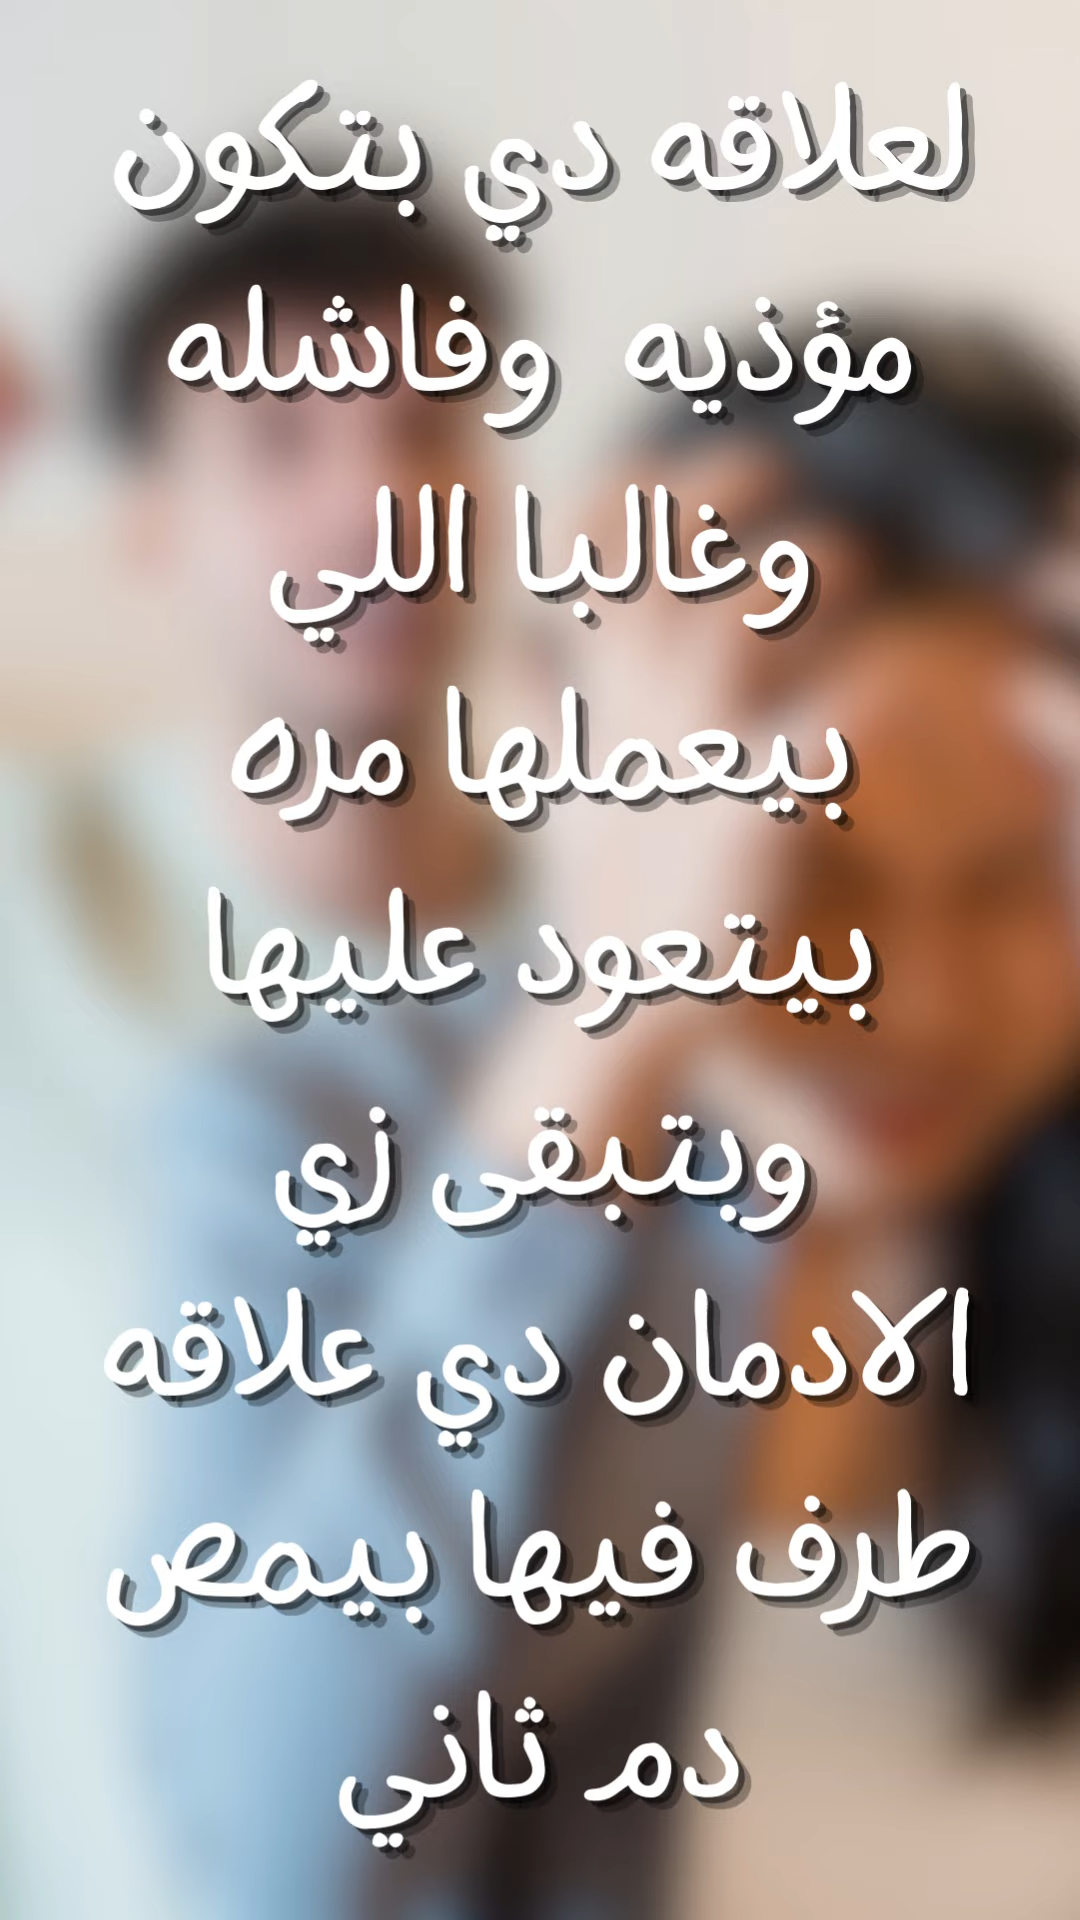 لعلاقه دي بتكون
مؤذيه وفاشله
وغالبا اللي
بيعملها مره
بيتعود عليها
وبتبقى زي
الادمان دي علاقه
طرف فيها بيمص
دم ثاني